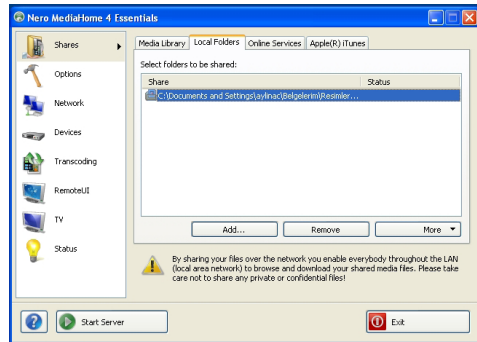 Nero MediaHome 4 Essentials
Shares
Options
Network
Devices
Transcoding
RemoteUI
TV
Status
Media Library Local Folders Online Services Apple(R) iTunes
Select folders to be shared:
Share Status
C:\Documents and Settings\aylinac\Belgelerim\Resimler...
Add... Remove More
By sharing your files over the network you enable everybody throughout the LAN
(local area network) to browse and download your shared media files. Please take
care not to share any private or confidential files!
? Start Server Exit